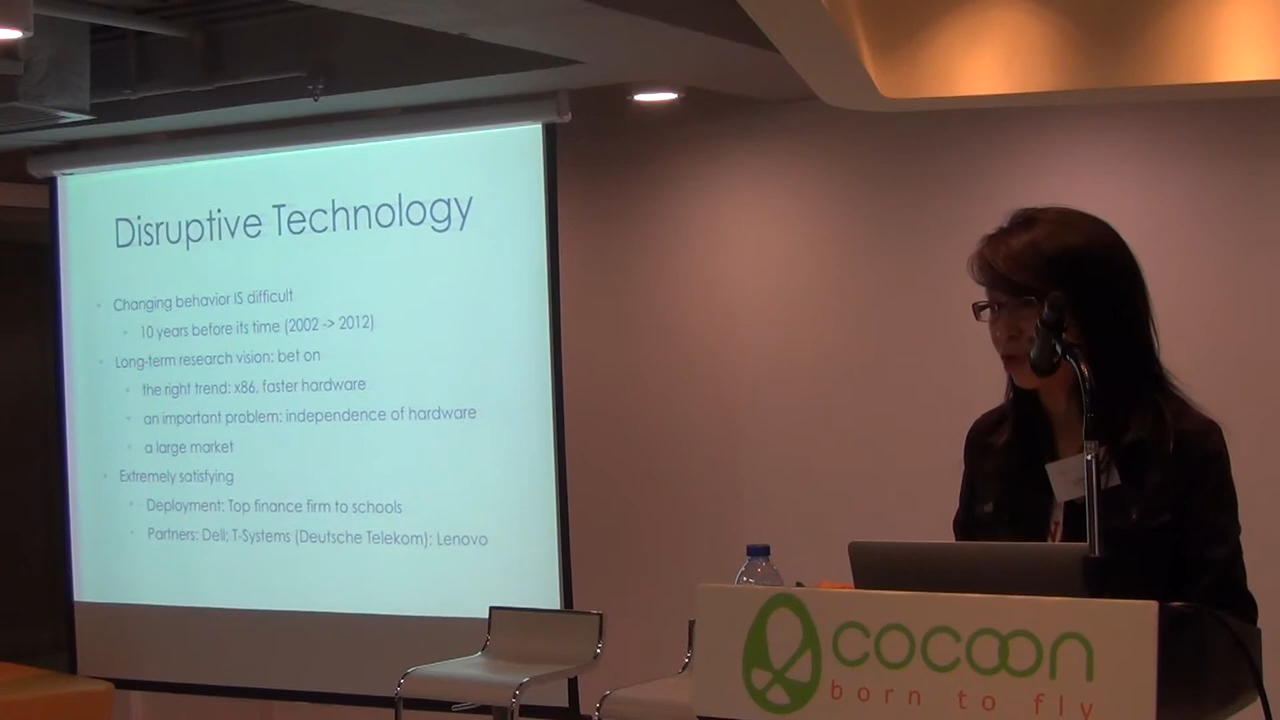 Disruptive Technology
Changing behavior IS difficult
10 years before its time (2002 -> 2012)
Long-term research vision: bet on
the right trend: x86, faster hardware
an important problem: independence of hardware
a large market
Extremely satisfying
Deployment: Top finance firm to schools
Partners: Dell; T-Systems (Deutsche Telekom); Lenovo
cocoon
born to fly